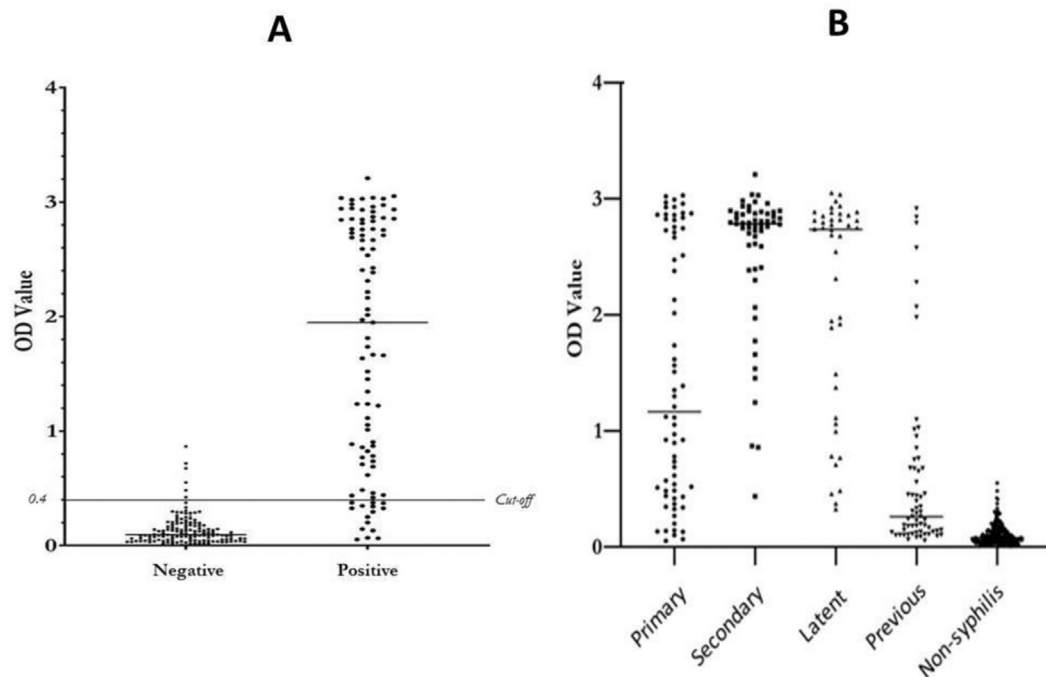 A
OD Value
4
3
2
1
0
0.4
Cut-off
Negative
Positive
B
OD Value
4
3
2
1
0
Primary
Secondary
Latent
Previous
Non-syphilis